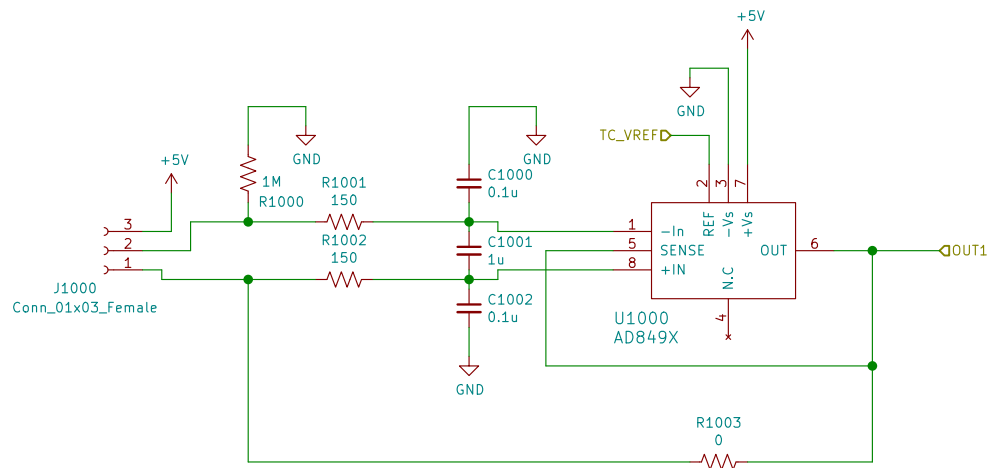 +5V
GND
TC_VREF
GND
GND
+5V
1M
R1000
R1001
150
C1000
0.1u
2
REF
3
-Vs
7
+Vs
3
2
1
R1002
150
C1001
1u
1
-In
5
SENSE
8
+IN
OUT
6
OUT1
J1000
Conn_01x03_Female
C1002
0.1u
N.C
4
U1000
AD849X
GND
R1003
0